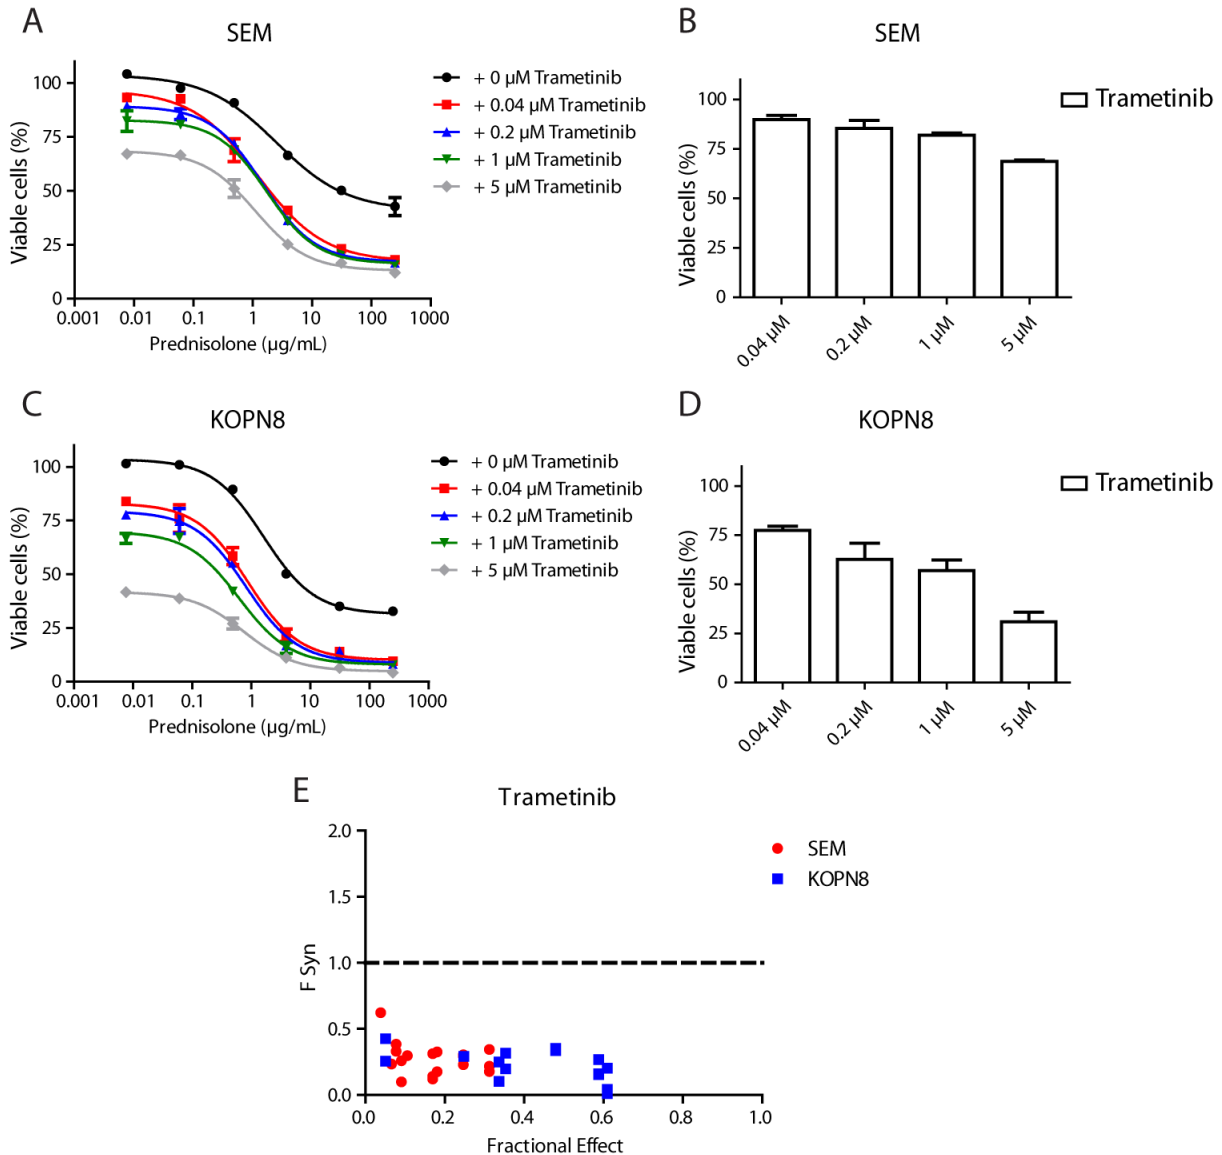 A
SEM
100
75
50
25
0
0.001 0.01 0.1 1 10 100 1000
Viable cells (%)
Prednisolone (µg/mL)
+ 0 µM Trametinib
+ 0.04 µM Trametinib
+ 0.2 µM Trametinib
+ 1 µM Trametinib
+ 5 µM Trametinib
B
SEM
100
75
50
25
0
Viable cells (%)
0.04 µM 0.2 µM 1 µM 5 µM
Trametinib
C
KOPN8
100
75
50
25
0
0.001 0.01 0.1 1 10 100 1000
Viable cells (%)
Prednisolone (µg/mL)
+ 0 µM Trametinib
+ 0.04 µM Trametinib
+ 0.2 µM Trametinib
+ 1 µM Trametinib
+ 5 µM Trametinib
D
KOPN8
100
75
50
25
0
Viable cells (%)
0.04 µM 0.2 µM 1 µM 5 µM
Trametinib
E
Trametinib
2.0
1.5
1.0
0.5
0.0
0.0 0.2 0.4 0.6 0.8 1.0
F Syn
Fractional Effect
SEM
KOPN8